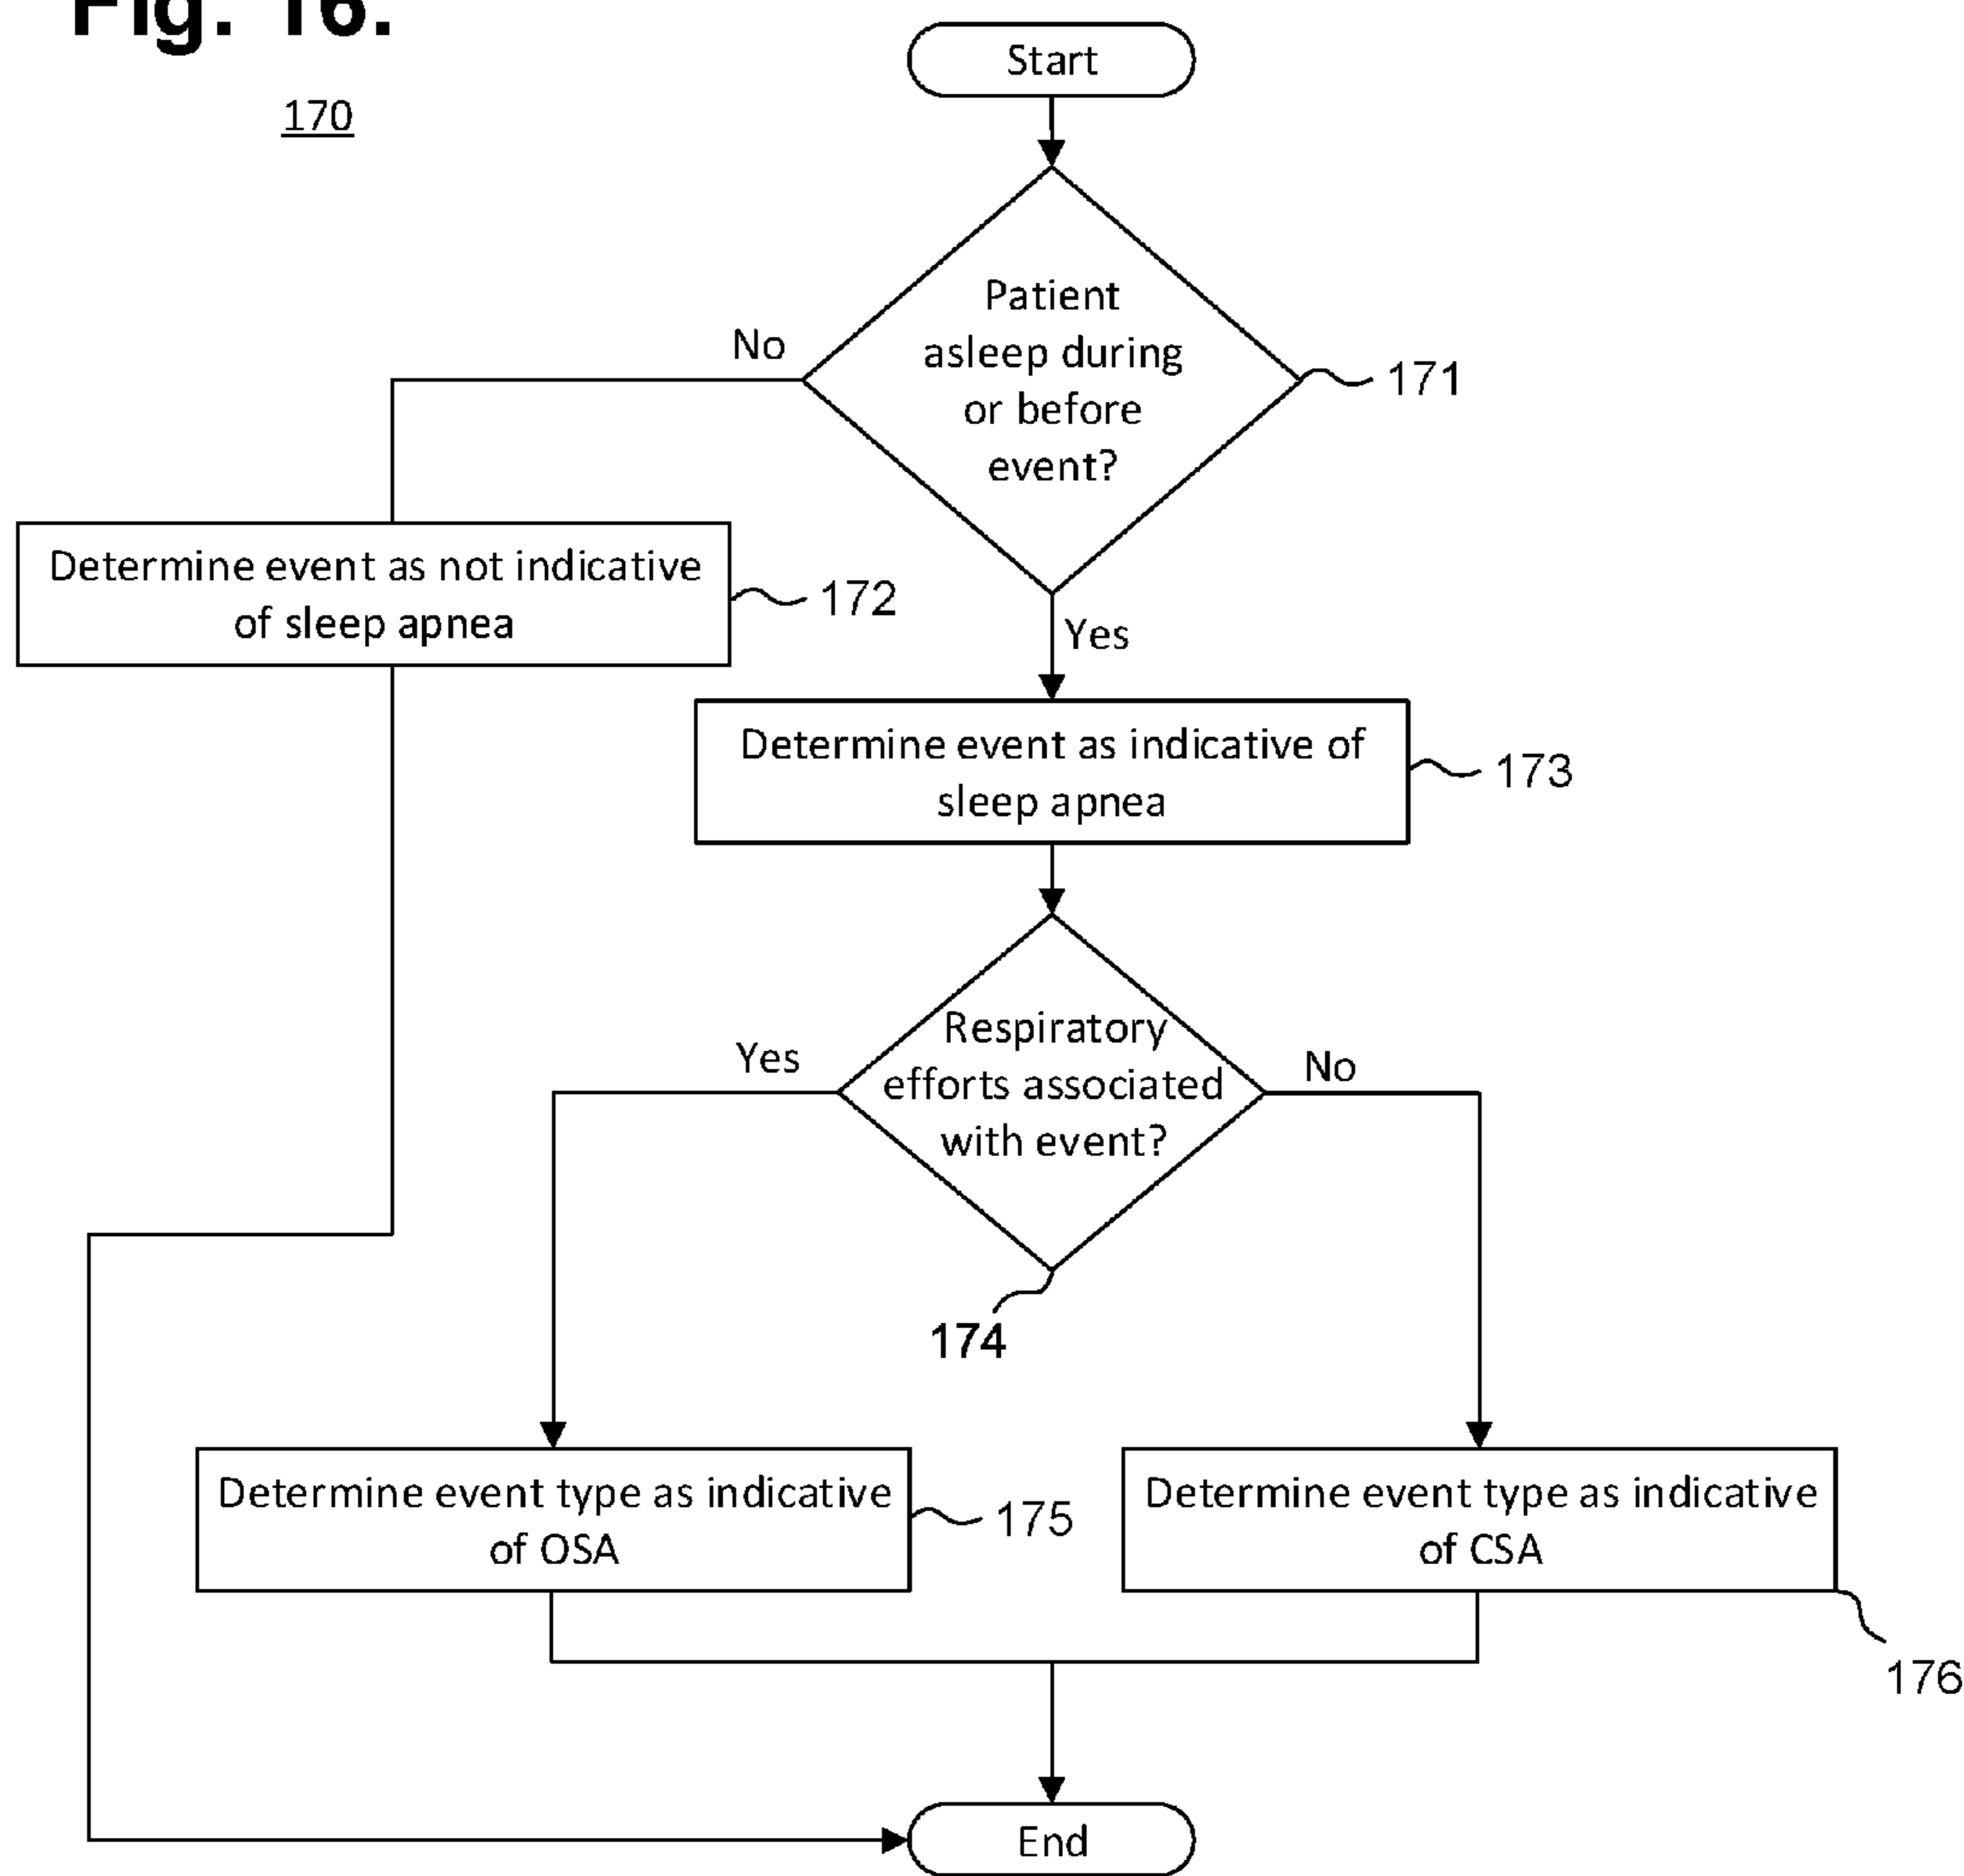 Fig. 16.
170
Start
Patient
asleep during
or before
event?
No
171
Determine event as not indicative
of sleep apnea
172
Yes
Determine event as indicative of
sleep apnea
173
Respiratory
efforts associated
with event?
Yes
No
174
Determine event type as indicative
of OSA
175
Determine event type as indicative
of CSA
176
End